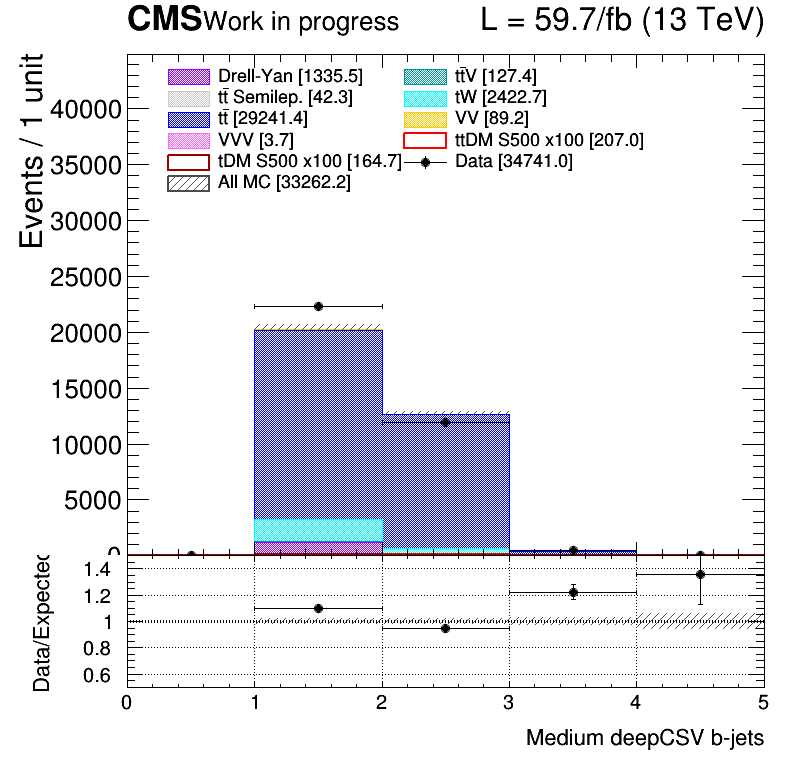 CMS Work in progress L = 59.7/fb (13 TeV)
Events / 1 unit
Drell-Yan [1335.5] tt̄V [127.4]
tt̄ Semilep. [42.3] tW [2422.7]
tt̄ [29241.4] VV [89.2]
VVV [3.7] ttDM S500 x100 [207.0]
tDM S500 x100 [164.7] Data [34741.0]
All MC [33262.2]
40000
35000
30000
25000
20000
15000
10000
5000
0
Data/Expected
1.4
1.2
1
0.8
0.6
0 1 2 3 4 5
Medium deepCSV b-jets